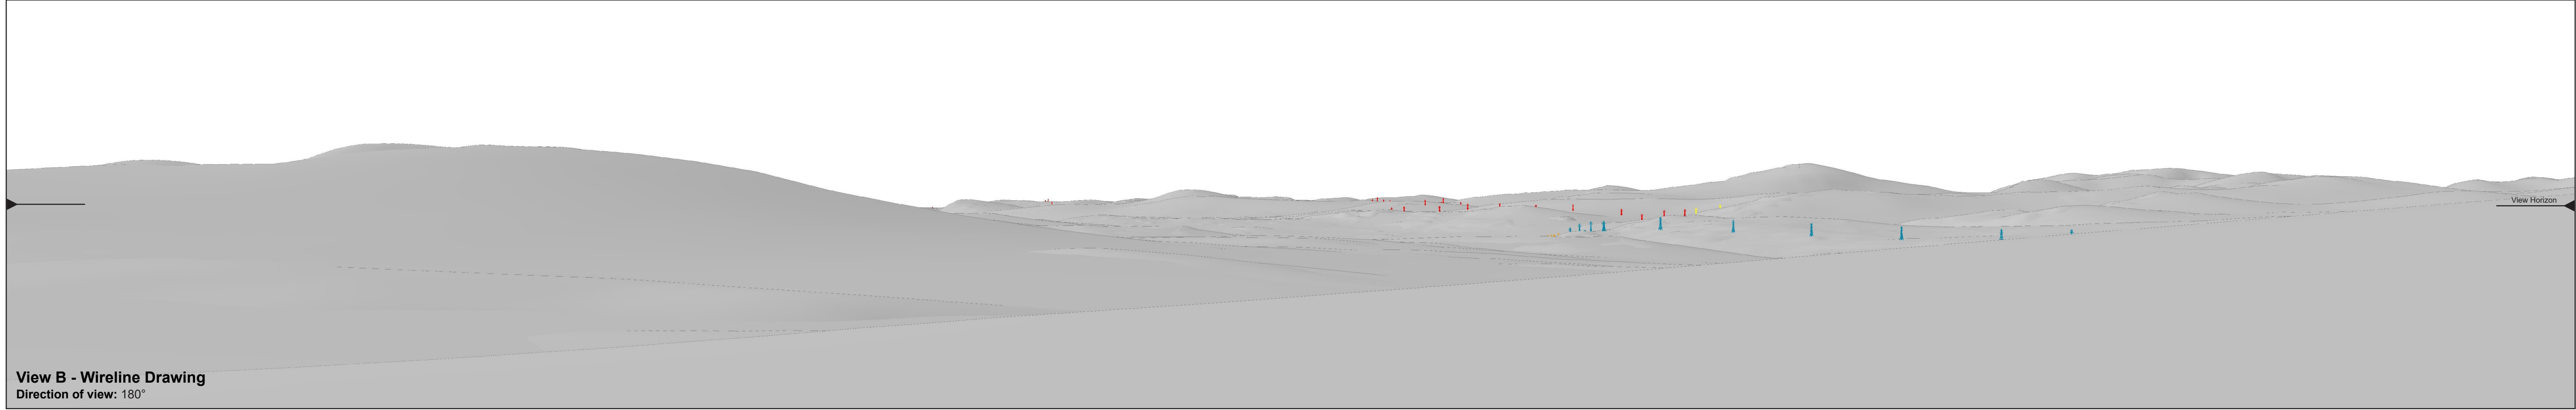 View Horizon
View B - Wireline Drawing
Direction of view: 180°